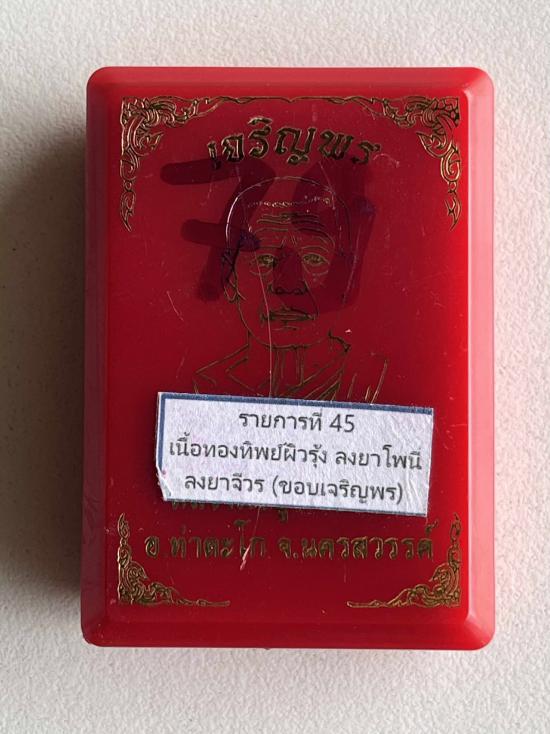 เจริญพร
79
รายการที่ 45
เนื้อทองทิพย์ผิวรุ้ง ลงยาโพนี
ลงยาจีวร (ขอบเจริญพร)
อ.ท่าตะโก จ.นครสวรรค์